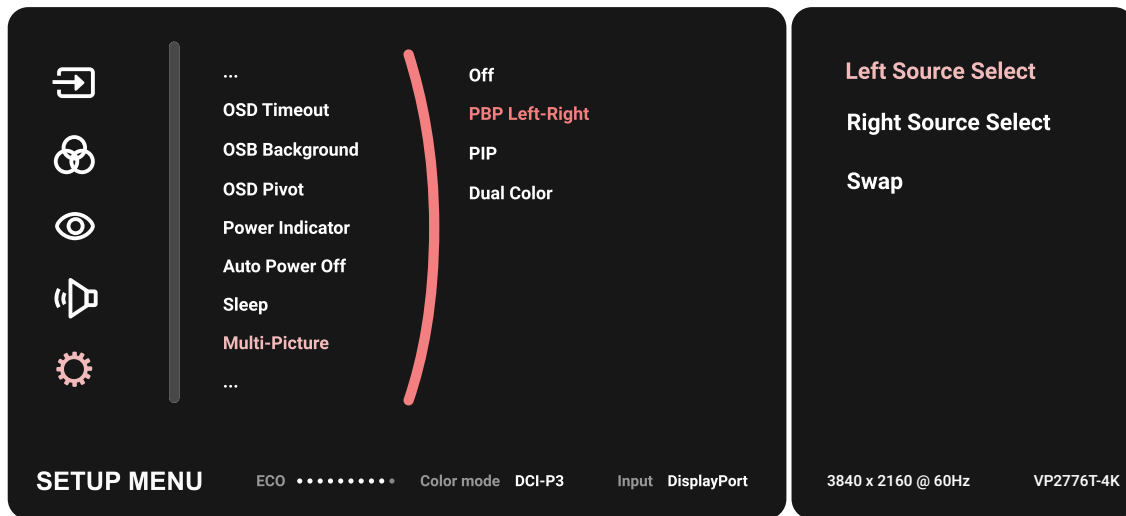 ...
OSD Timeout
OSB Background
OSD Pivot
Power Indicator
Auto Power Off
Sleep
Multi-Picture
...
Off
PBP Left-Right
PIP
Dual Color
Left Source Select
Right Source Select
Swap
SETUP MENU
ECO
Color mode DCI-P3
Input DisplayPort
3840 x 2160 @ 60Hz
VP2776T-4K